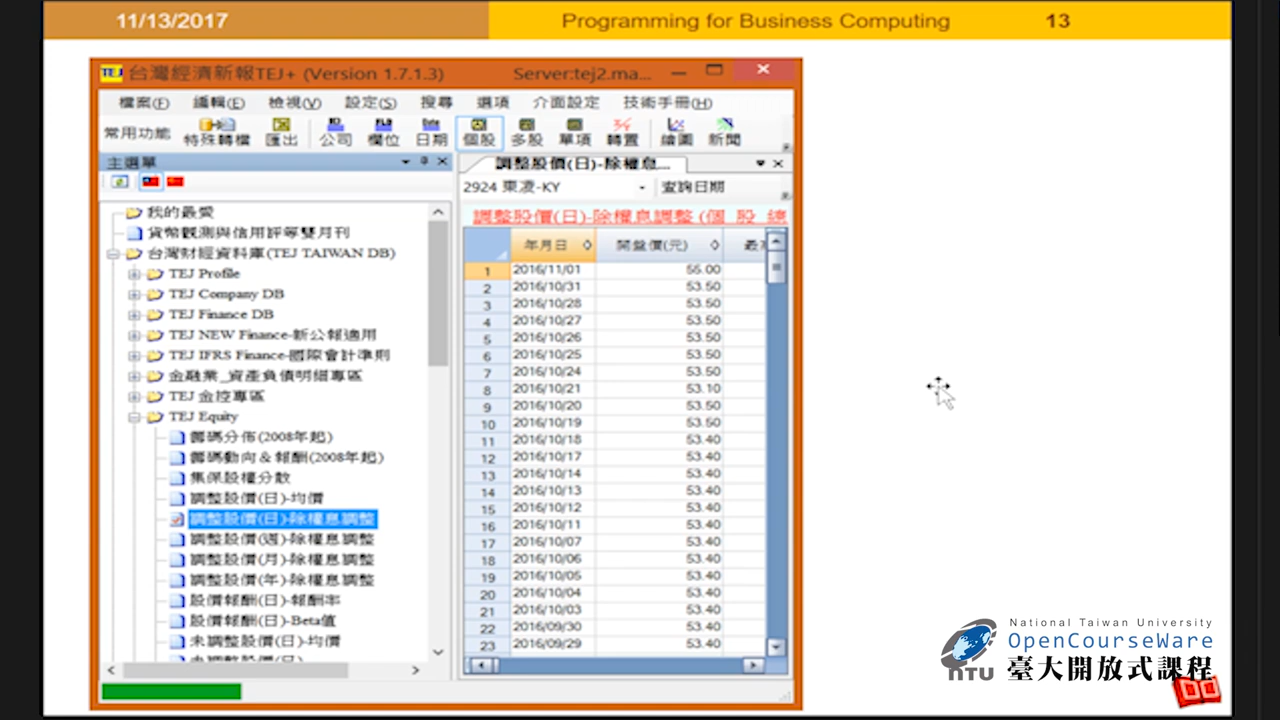 11/13/2017
Programming for Business Computing
13
TEJ 台灣經濟新報TEJ+ (Version 1.7.1.3)
Server:tej2.ma...
檔案(F) 編輯(E) 檢視(V) 設定(S) 搜尋 選項 介面設定 技術手冊(H)
常用功能 特殊轉檔 匯出 公司 欄位 日期 個股 多股 單項 轉置 繪圖 新聞
主選單
我的最愛
貨幣觀測與信用評等雙月刊
台灣財經資料庫(TEJ TAIWAN DB)
TEJ Profile
TEJ Company DB
TEJ Finance DB
TEJ NEW Finance-新公報適用
TEJ IFRS Finance-國際會計準則
金融業_資產負債明細專區
TEJ 金控專區
TEJ Equity
籌碼分佈(2008年起)
籌碼動向＆報酬(2008年起)
集保股權分散
調整股價(日)-均價
調整股價(日)-除權息調整
調整股價(週)-除權息調整
調整股價(月)-除權息調整
調整股價(年)-除權息調整
股價報酬(日)-報酬率
股價報酬(日)-Beta值
未調整股價(日)-均價
調整股價(日)-除權息...
2924 東凌-KY 查詢日期
調整股價(日)-除權息調整 (個 股 總
年月日 開盤價(元) 最
1 2016/11/01 55.00
2 2016/10/31 53.50
3 2016/10/28 53.50
4 2016/10/27 53.50
5 2016/10/26 53.50
6 2016/10/25 53.50
7 2016/10/24 53.50
8 2016/10/21 53.10
9 2016/10/20 53.50
10 2016/10/19 53.50
11 2016/10/18 53.40
12 2016/10/17 53.40
13 2016/10/14 53.40
14 2016/10/13 53.40
15 2016/10/12 53.40
16 2016/10/11 53.40
17 2016/10/07 53.40
18 2016/10/06 53.40
19 2016/10/05 53.40
20 2016/10/04 53.40
21 2016/10/03 53.40
22 2016/09/30 53.40
23 2016/09/29 53.40
National Taiwan University
OpenCourseWare
NTU 臺大開放式課程